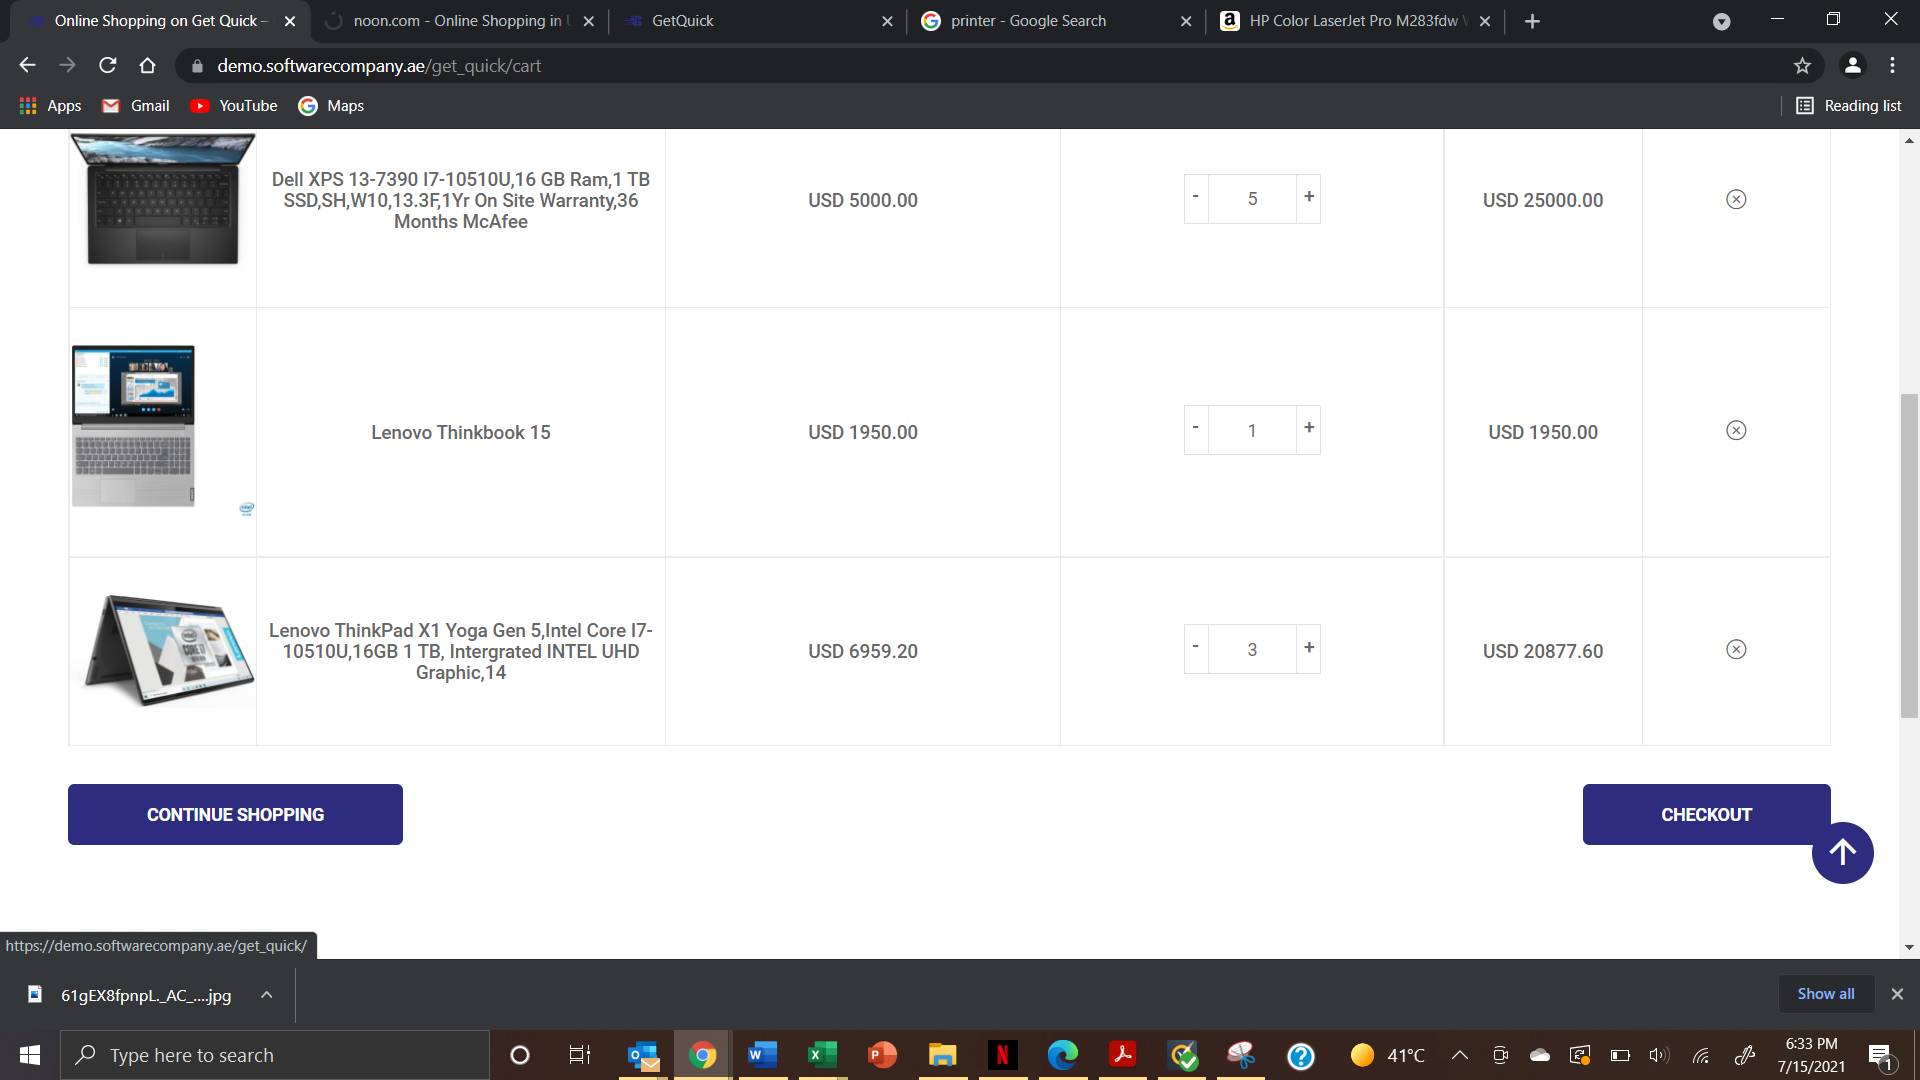 Online Shopping on Get Quick –
noon.com - Online Shopping in
GetQuick
printer - Google Search
HP Color LaserJet Pro M283fdw
demo.softwarecompany.ae/get_quick/cart
Apps
Gmail
YouTube
Maps
Reading list
Dell XPS 13-7390 I7-10510U,16 GB Ram,1 TB
SSD,SH,W10,13.3F,1Yr On Site Warranty,36
Months McAfee
USD 5000.00
- 5 +
USD 25000.00
Lenovo Thinkbook 15
USD 1950.00
- 1 +
USD 1950.00
Lenovo ThinkPad X1 Yoga Gen 5,Intel Core I7-
10510U,16GB 1 TB, Intergrated INTEL UHD
Graphic,14
USD 6959.20
- 3 +
USD 20877.60
CONTINUE SHOPPING
CHECKOUT
https://demo.softwarecompany.ae/get_quick/
61gEX8fpnpL._AC_....jpg
Show all
Type here to search
41°C
6:33 PM
7/15/2021
1